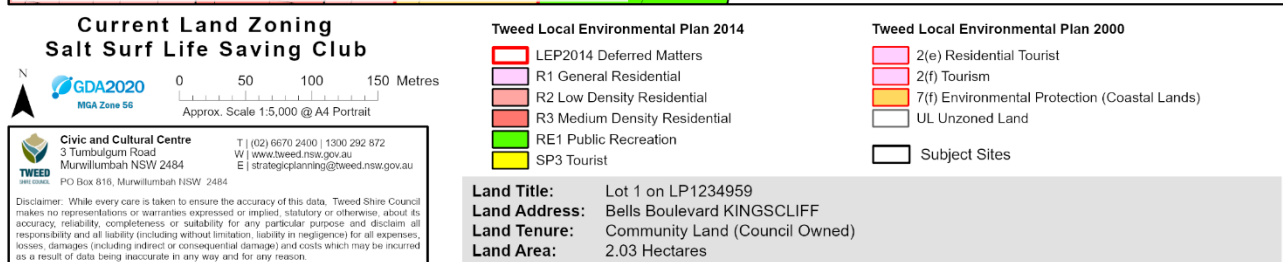 Current Land Zoning
Salt Surf Life Saving Club
N
GDA2020
MGA Zone 56
0 50 100 150 Metres
Approx. Scale 1:5,000 @ A4 Portrait
TWEED
SHIRE COUNCIL
Civic and Cultural Centre
3 Tumbulgum Road
Murwillumbah NSW 2484
PO Box 816, Murwillumbah NSW 2484
T | (02) 6670 2400 | 1300 292 872
W | www.tweed.nsw.gov.au
E | strategicplanning@tweed.nsw.gov.au
Disclaimer: While every care is taken to ensure the accuracy of this data, Tweed Shire Council
makes no representations or warranties expressed or implied, statutory or otherwise, about its
accuracy, reliability, completeness or suitability for any particular purpose and disclaim all
responsibility and all liability (including without limitation, liability in negligence) for all expenses,
losses, damages (including indirect or consequential damage) and costs which may be incurred
as a result of data being inaccurate in any way and for any reason.
Tweed Local Environmental Plan 2014
LEP2014 Deferred Matters
R1 General Residential
R2 Low Density Residential
R3 Medium Density Residential
RE1 Public Recreation
SP3 Tourist
Tweed Local Environmental Plan 2000
2(e) Residential Tourist
2(f) Tourism
7(f) Environmental Protection (Coastal Lands)
UL Unzoned Land
Subject Sites
Land Title: Lot 1 on LP1234959
Land Address: Bells Boulevard KINGSCLIFF
Land Tenure: Community Land (Council Owned)
Land Area: 2.03 Hectares